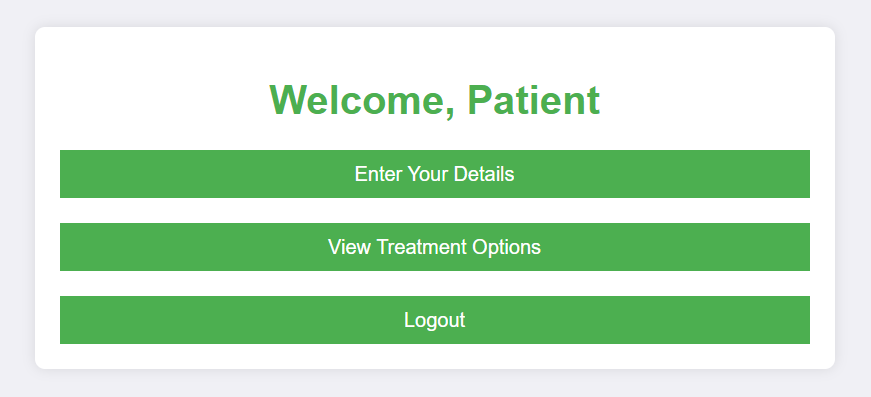 Welcome, Patient
Enter Your Details
View Treatment Options
Logout